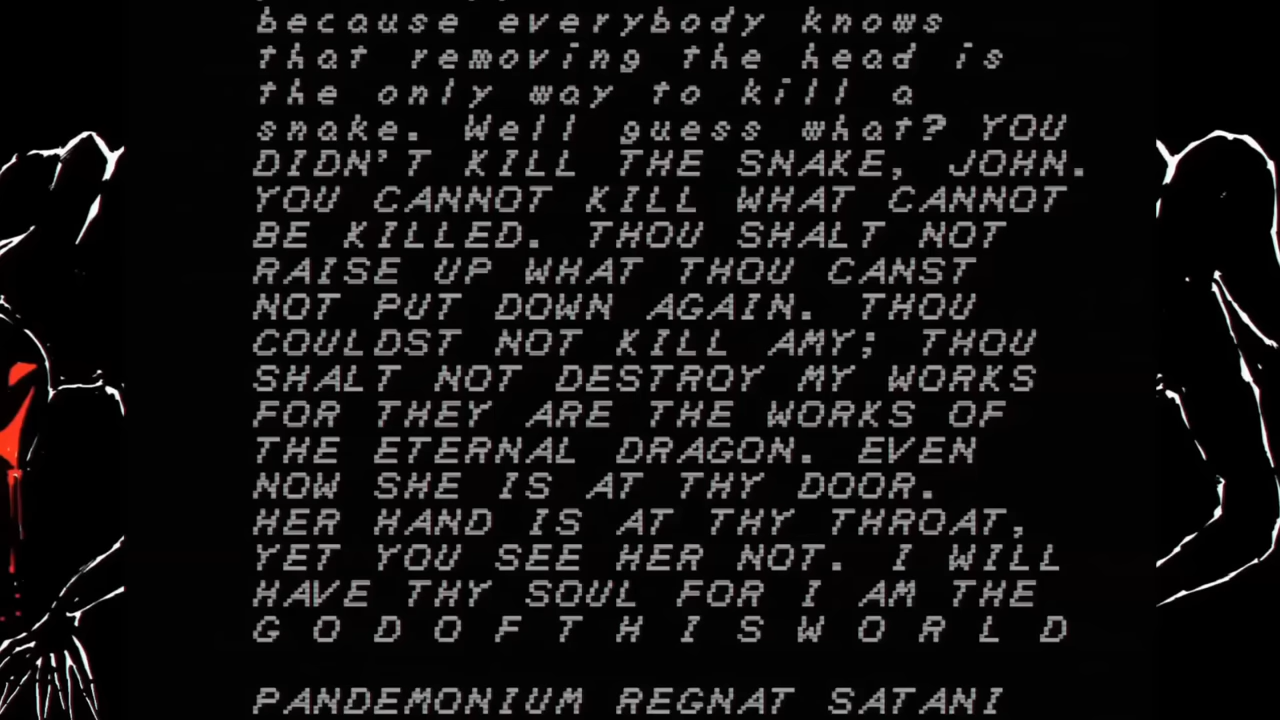 because everybody knows
that removing the head is
the only way to kill a
snake. Well guess what? YOU
DIDN'T KILL THE SNAKE, JOHN.
YOU CANNOT KILL WHAT CANNOT
BE KILLED. THOU SHALT NOT
RAISE UP WHAT THOU CANST
NOT PUT DOWN AGAIN. THOU
COULDST NOT KILL AMY; THOU
SHALT NOT DESTROY MY WORKS
FOR THEY ARE THE WORKS OF
THE ETERNAL DRAGON. EVEN
NOW SHE IS AT THY DOOR.
HER HAND IS AT THY THROAT,
YET YOU SEE HER NOT. I WILL
HAVE THY SOUL FOR I AM THE
G O D O F T H I S W O R L D
PANDEMONIUM REGNAT SATANI